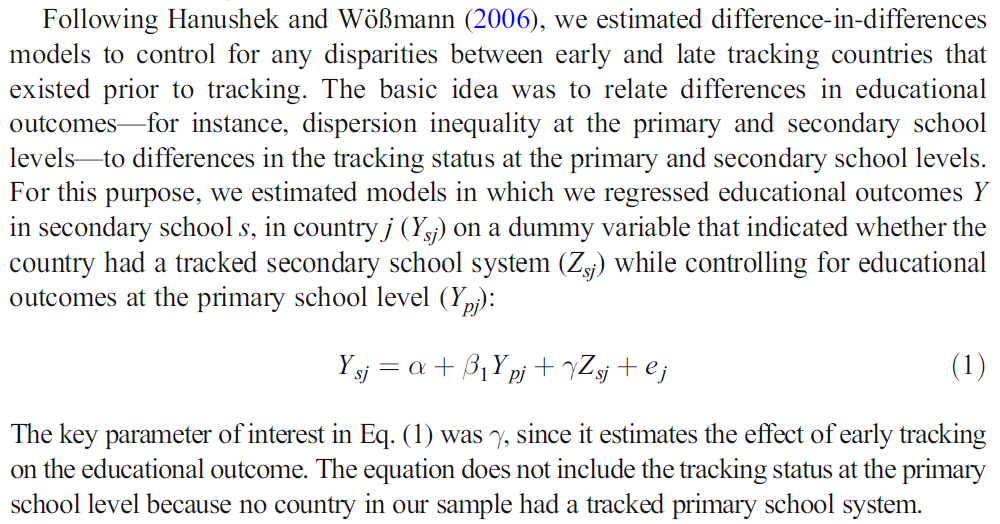 Following Hanushek and Wößmann (2006), we estimated difference-in-differences
models to control for any disparities between early and late tracking countries that
existed prior to tracking. The basic idea was to relate differences in educational
outcomes—for instance, dispersion inequality at the primary and secondary school
levels—to differences in the tracking status at the primary and secondary school levels.
For this purpose, we estimated models in which we regressed educational outcomes Y
in secondary school s, in country j (Y_{sj}) on a dummy variable that indicated whether the
country had a tracked secondary school system (Z_{sj}) while controlling for educational
outcomes at the primary school level (Y_{pj}):
Y_{sj} = α + β_1 Y_{pj} + γZ_{sj} + e_j (1)
The key parameter of interest in Eq. (1) was γ, since it estimates the effect of early tracking
on the educational outcome. The equation does not include the tracking status at the primary
school level because no country in our sample had a tracked primary school system.